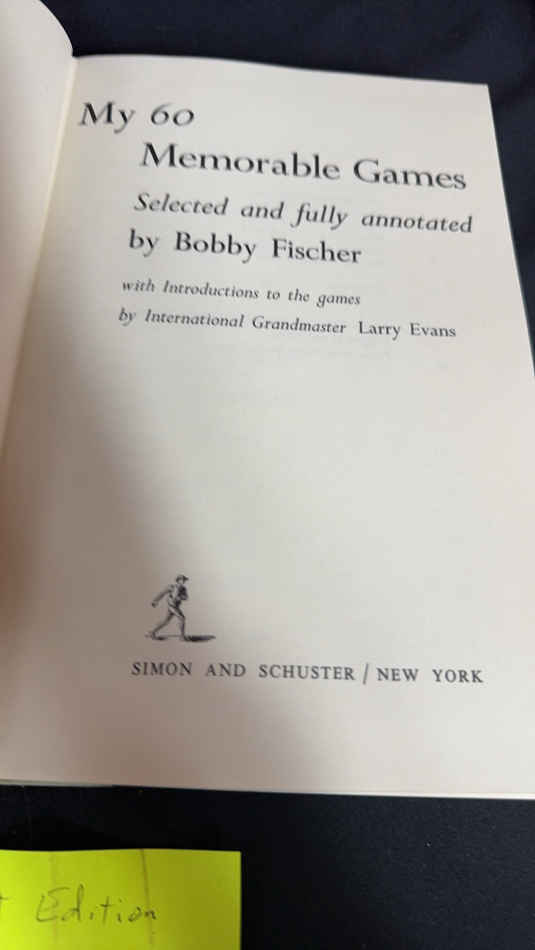 My 60
Memorable Games
Selected and fully annotated
by Bobby Fischer
with Introductions to the games
by International Grandmaster Larry Evans
SIMON AND SCHUSTER / NEW YORK
Edition